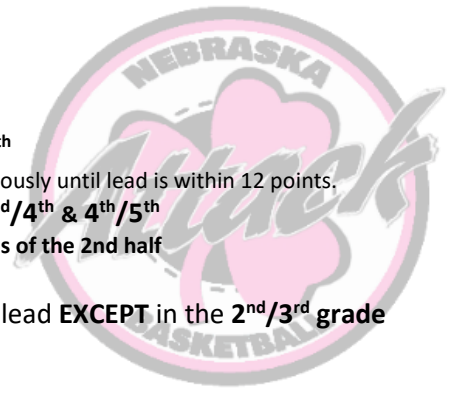 NEBRASKA
Attack
th
ously until lead is within 12 points.
d/4th & 4th/5th
s of the 2nd half
lead EXCEPT in the 2nd/3rd grade
BASKETBALL